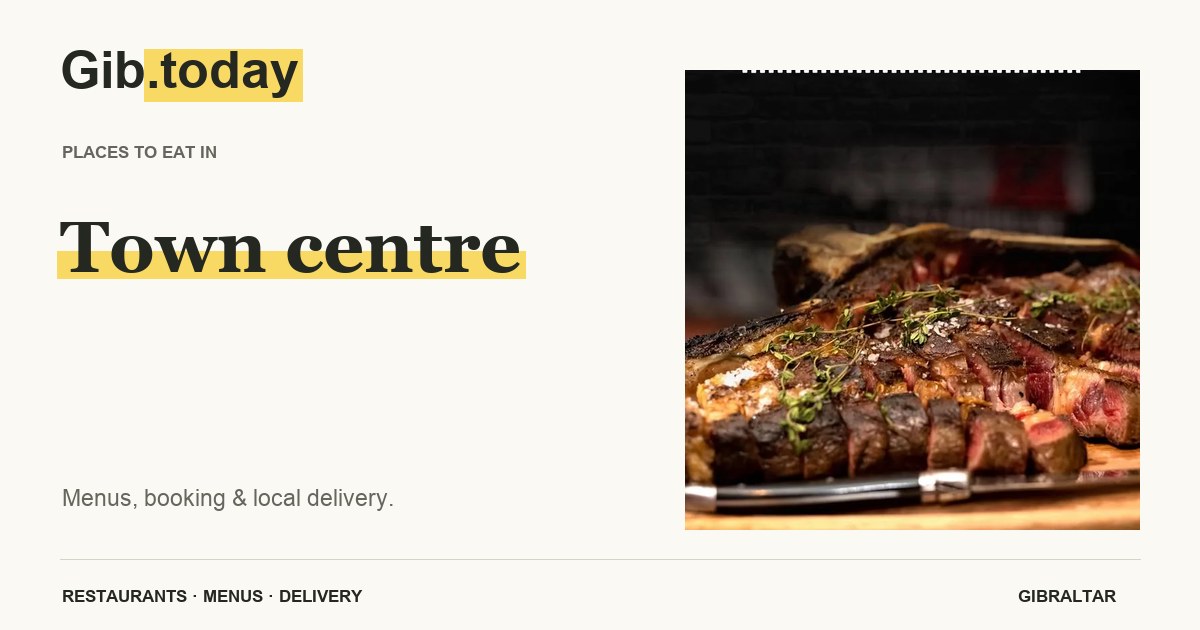 Gib.today
PLACES TO EAT IN
Town centre
Menus, booking & local delivery.
RESTAURANTS · MENUS · DELIVERY
GIBRALTAR